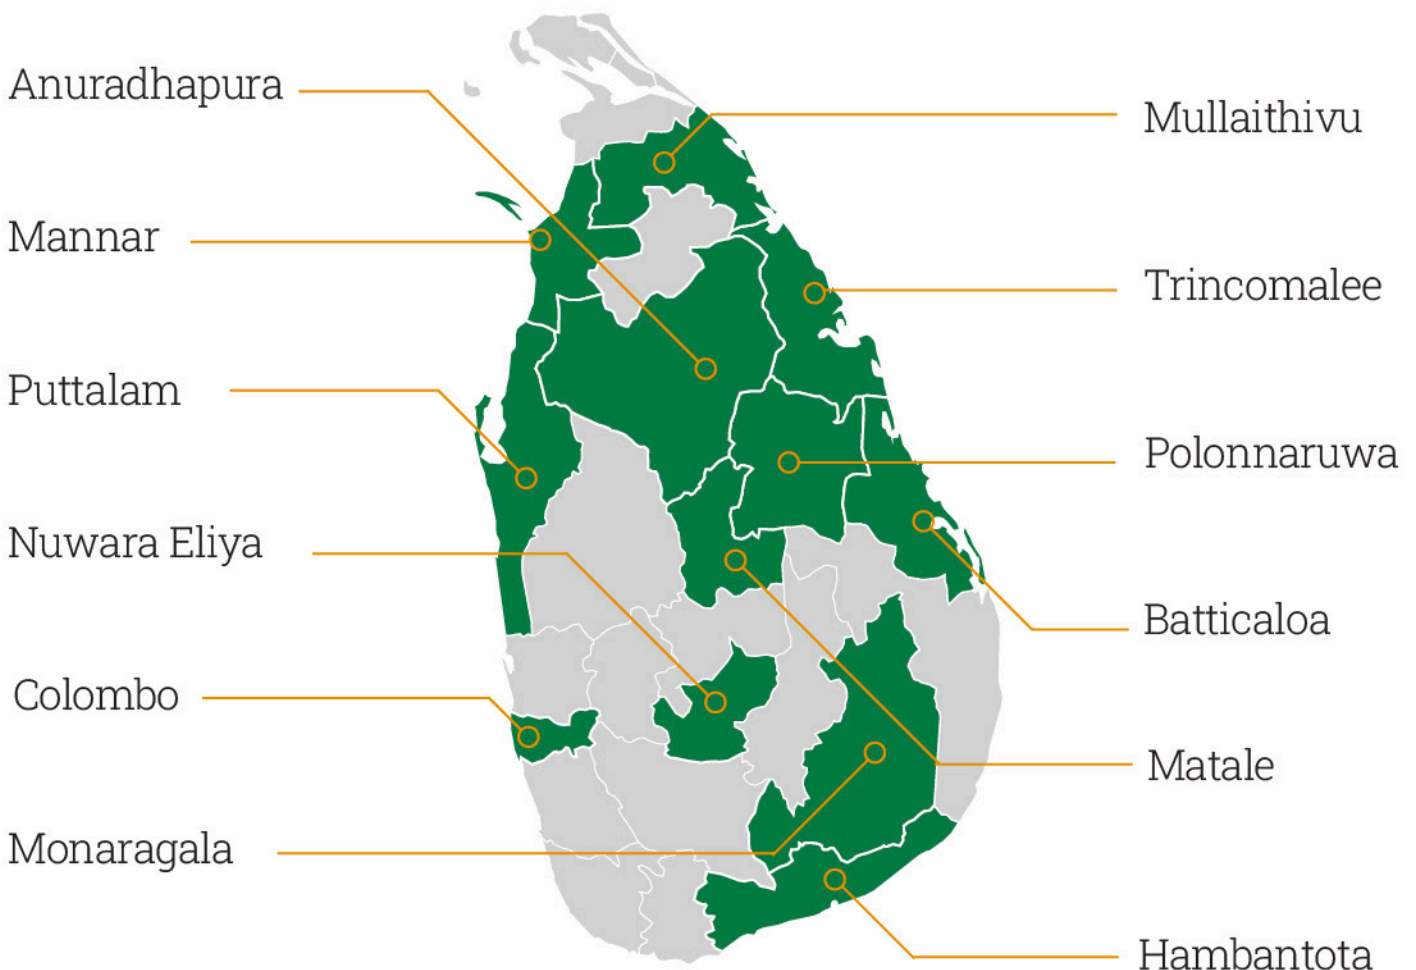 Anuradhapura
Mannar
Puttalam
Nuwara Eliya
Colombo
Monaragala
Mullaithivu
Trincomalee
Polonnaruwa
Batticaloa
Matale
Hambantota